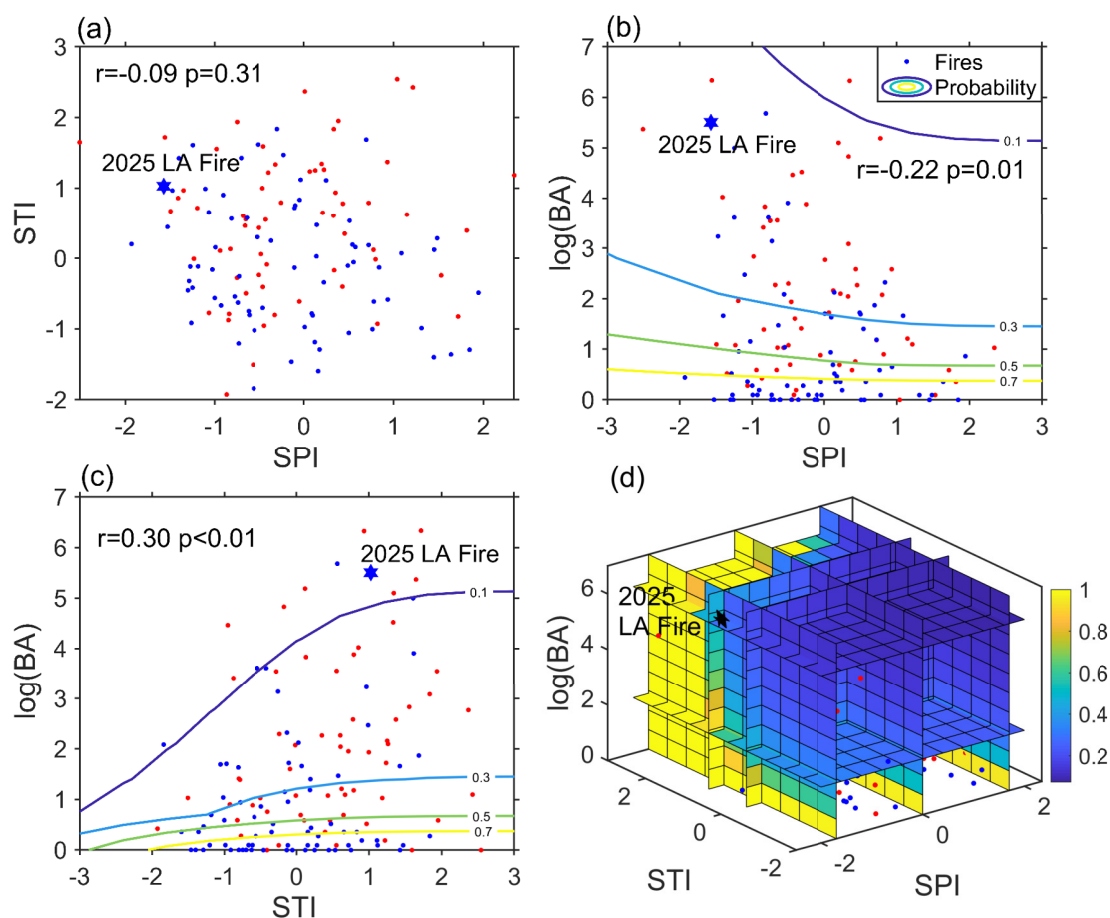 (a)
3
2
1
0
-1
-2
STI
r=-0.09 p=0.31
2025 LA Fire
-2
-1
0
1
2
SPI
(b)
7
6
5
4
3
2
1
0
log(BA)
Fires
Probability
2025 LA Fire
0.1
r=-0.22 p=0.01
0.3
0.5
0.7
-3
-2
-1
0
1
2
3
SPI
(c)
7
6
5
4
3
2
1
0
log(BA)
r=0.30 p<0.01
2025 LA Fire
0.1
0.3
0.5
0.7
-3
-2
-1
0
1
2
3
STI
(d)
6
4
2
0
log(BA)
2025
LA Fire
2
0
-2
STI
-2
0
2
SPI
1
0.8
0.6
0.4
0.2